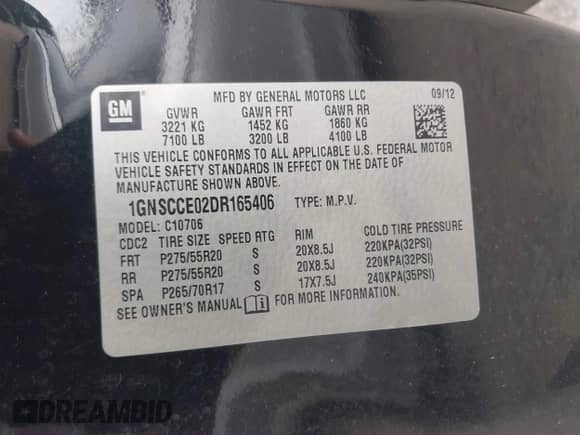 GM
MFD BY GENERAL MOTORS LLC 09/12
GVWR GAWR FRT GAWR RR
3221 KG 1452 KG 1860 KG
7100 LB 3200 LB 4100 LB
THIS VEHICLE CONFORMS TO ALL APPLICABLE U.S. FEDERAL MOTOR
VEHICLE SAFETY STANDARDS IN EFFECT ON THE DATE OF
MANUFACTURE SHOWN ABOVE.
1GNSCCE02DR165406 TYPE: M.P.V.
MODEL: C10706
CDC2 TIRE SIZE SPEED RTG RIM COLD TIRE PRESSURE
FRT P275/55R20 S 20X8.5J 220KPA(32PSI)
RR P275/55R20 S 20X8.5J 220KPA(32PSI)
SPA P265/70R17 S 17X7.5J 240KPA(35PSI)
SEE OWNER'S MANUAL FOR MORE INFORMATION.
DREAMBID